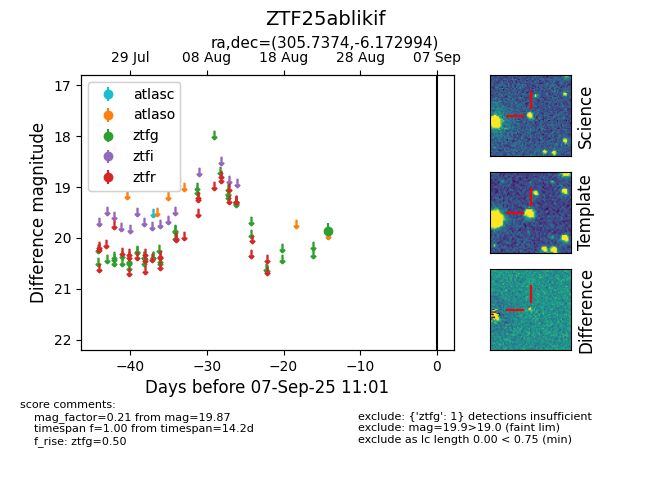 ZTF25ablikif
ra,dec=(305.7374,-6.172994)
29 Jul 08 Aug 18 Aug 28 Aug 07 Sep
17
18
19
20
21
22
Difference magnitude
atlasc
atlaso
ztfg
ztfi
ztfr
−40 −30 −20 −10 0
Days before 07-Sep-25 11:01
Science
Template
Difference
score comments:
mag_factor=0.21 from mag=19.87
timespan f=1.00 from timespan=14.2d
f_rise: ztfg=0.50
exclude: {'ztfg': 1} detections insufficient
exclude: mag=19.9>19.0 (faint lim)
exclude as lc length 0.00 < 0.75 (min)